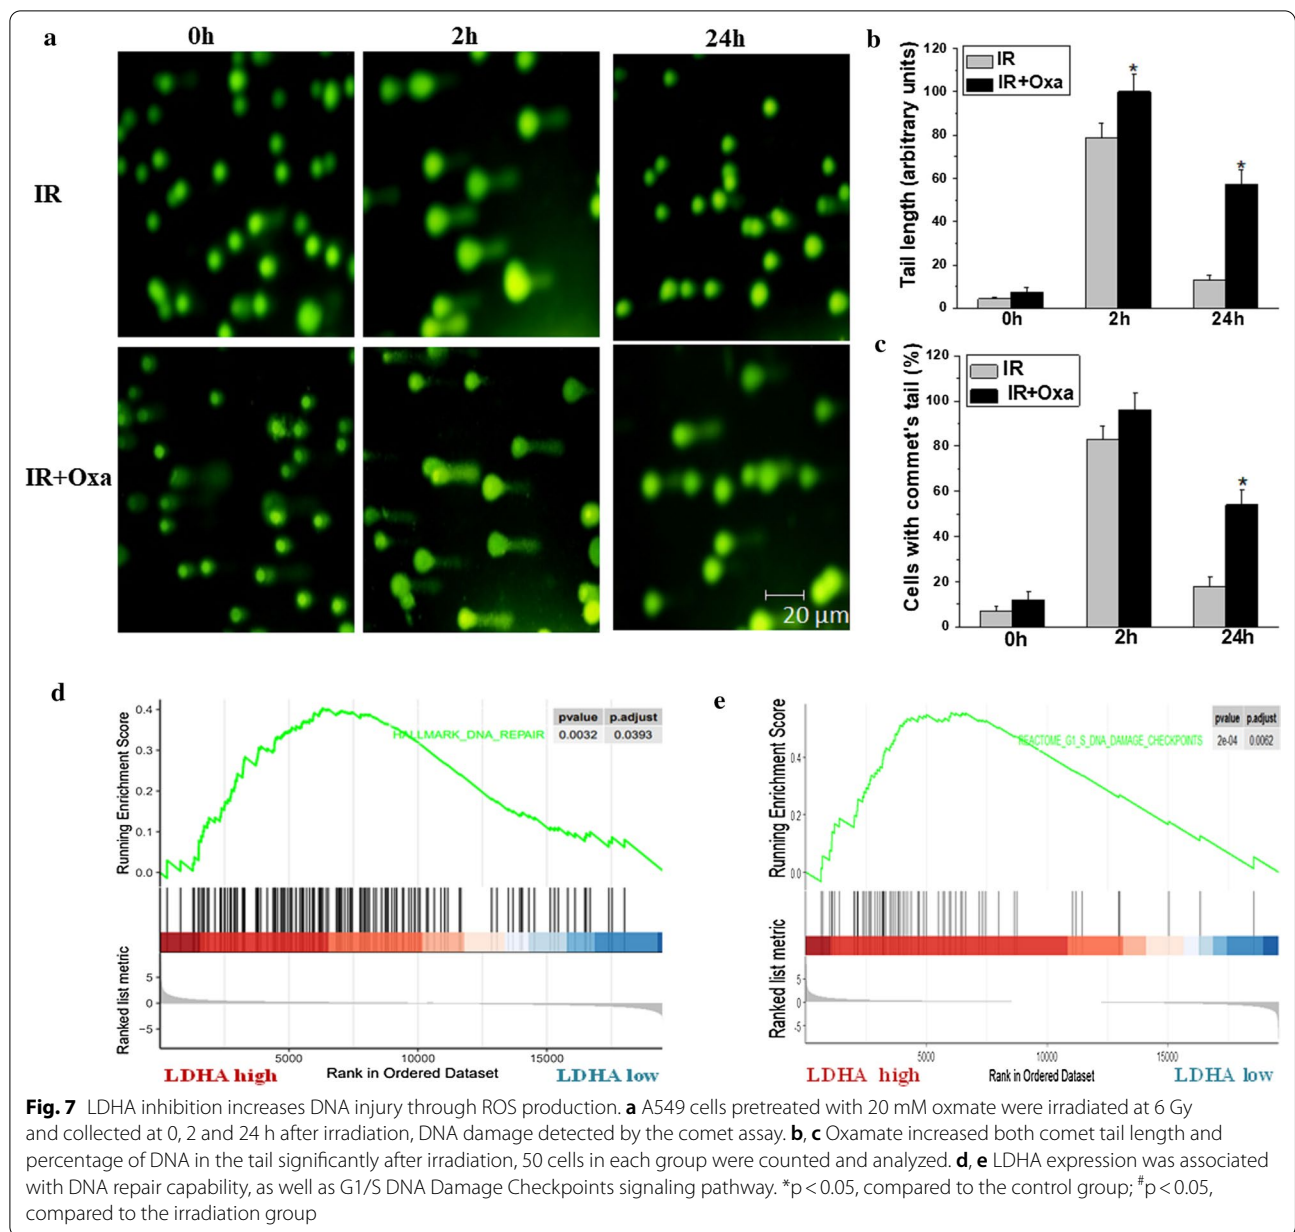 a
0h
2h
24h
IR
IR+Oxa
20 µm
b
120
100
80
60
40
20
0
Tail length (arbitrary units)
IR
IR+Oxa
*
*
0h
2h
24h
c
120
100
80
60
40
20
0
Cells with commet's tail (%)
IR
IR+Oxa
*
0h
2h
24h
d
Running Enrichment Score
0.4
0.3
0.2
0.1
0.0
HALLMARK_DNA_REPAIR
pvalue p.adjust
0.0032 0.0393
Ranked list metric
5
0
−5
5000 10000 15000
LDHA high Rank in Ordered Dataset LDHA low
e
Running Enrichment Score
0.4
0.2
0.0
REACTOME_G1_S_DNA_DAMAGE_CHECKPOINTS
pvalue p.adjust
2e-04 0.0062
Ranked list metric
5
0
-5
5000 10000 15000
LDHA high Rank in Ordered Dataset LDHA low
Fig. 7 LDHA inhibition increases DNA injury through ROS production. a A549 cells pretreated with 20 mM oxmate were irradiated at 6 Gy
and collected at 0, 2 and 24 h after irradiation, DNA damage detected by the comet assay. b, c Oxamate increased both comet tail length and
percentage of DNA in the tail significantly after irradiation, 50 cells in each group were counted and analyzed. d, e LDHA expression was associated
with DNA repair capability, as well as G1/S DNA Damage Checkpoints signaling pathway. *p < 0.05, compared to the control group; #p < 0.05,
compared to the irradiation group